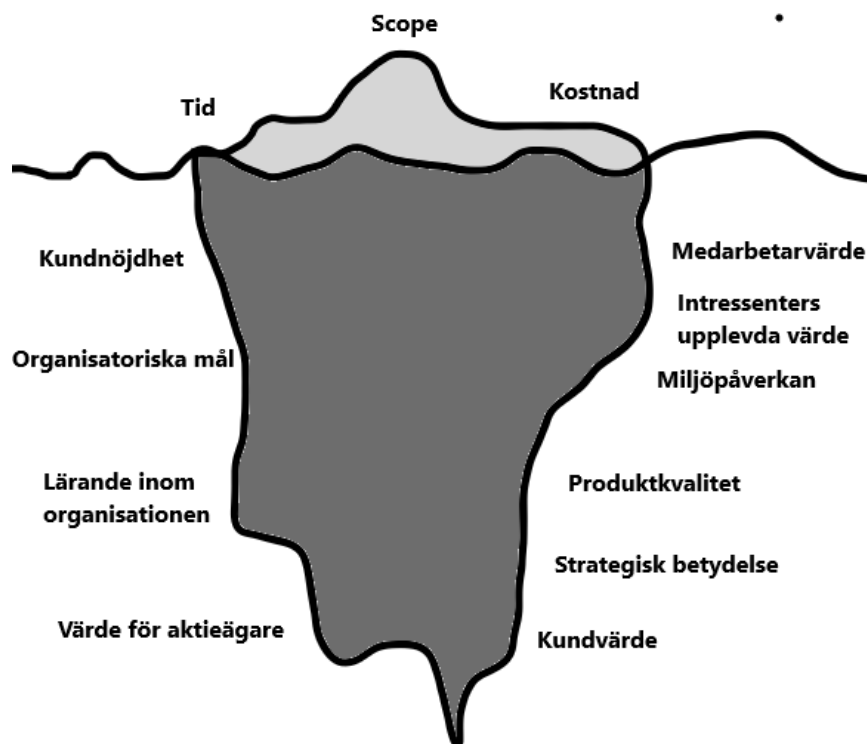 Scope
Tid
Kostnad
Kundnöjdhet
Medarbetarvärde
Intressenters
upplevda värde
Organisatoriska mål
Miljöpåverkan
Lärande inom
organisationen
Produktkvalitet
Strategisk betydelse
Värde för aktieägare
Kundvärde